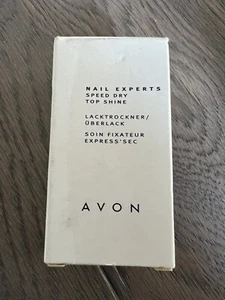 NAIL EXPERTS
SPEED DRY
TOP SHINE
LACKTROCKNER/
ÜBERLACK
SOIN FIXATEUR
EXPRESS'SEC
AVON